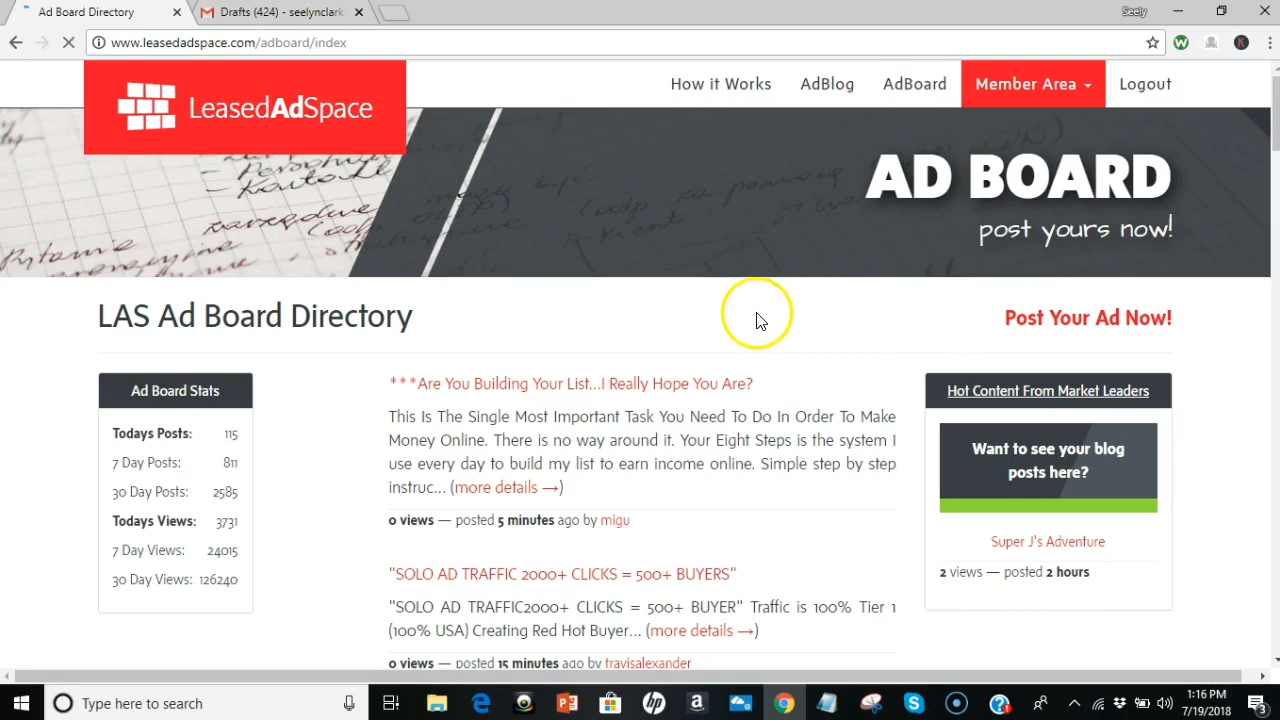 Ad Board Directory
Drafts (424) - seelynclark
Seely
www.leasedadspace.com/adboard/index
LeasedAdSpace
How it Works
AdBlog
AdBoard
Member Area
Logout
AD BOARD
post yours now!
LAS Ad Board Directory
Post Your Ad Now!
Ad Board Stats
Todays Posts: 115
7 Day Posts: 811
30 Day Posts: 2585
Todays Views: 3731
7 Day Views: 24015
30 Day Views: 126240
***Are You Building Your List...I Really Hope You Are?
This Is The Single Most Important Task You Need To Do In Order To Make
Money Online. There is no way around it. Your Eight Steps is the system I
use every day to build my list to earn income online. Simple step by step
instruc... (more details →)
0 views — posted 5 minutes ago by migu
"SOLO AD TRAFFIC 2000+ CLICKS = 500+ BUYERS"
"SOLO AD TRAFFIC2000+ CLICKS = 500+ BUYER" Traffic is 100% Tier 1
(100% USA) Creating Red Hot Buyer... (more details →)
0 views — posted 15 minutes ago by travisalexander
Hot Content From Market Leaders
Want to see your blog
posts here?
Super J's Adventure
2 views — posted 2 hours
Type here to search
1:16 PM
7/19/2018